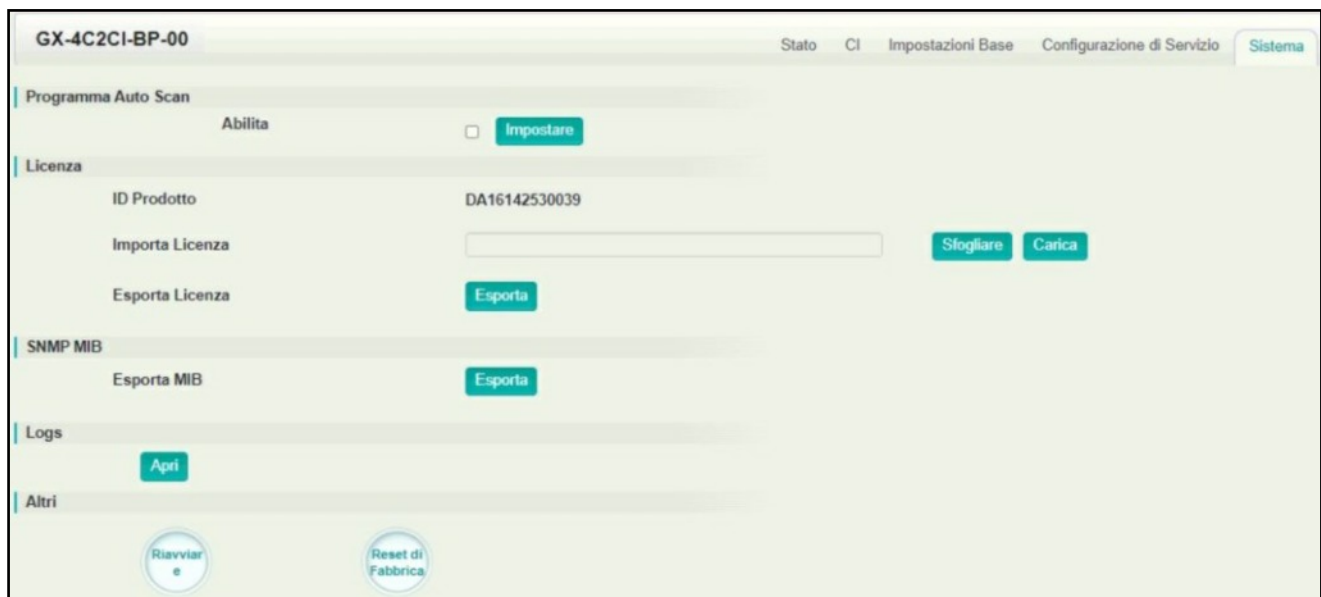 GX-4C2CI-BP-00
Stato CI Impostazioni Base Configurazione di Servizio Sistema
Programma Auto Scan
Abilita Impostare
Licenza
ID Prodotto DA16142530039
Importa Licenza Sfogliare Carica
Esporta Licenza Esporta
SNMP MIB
Esporta MIB Esporta
Logs
Apri
Altri
Riavviar
e
Reset di
Fabbrica